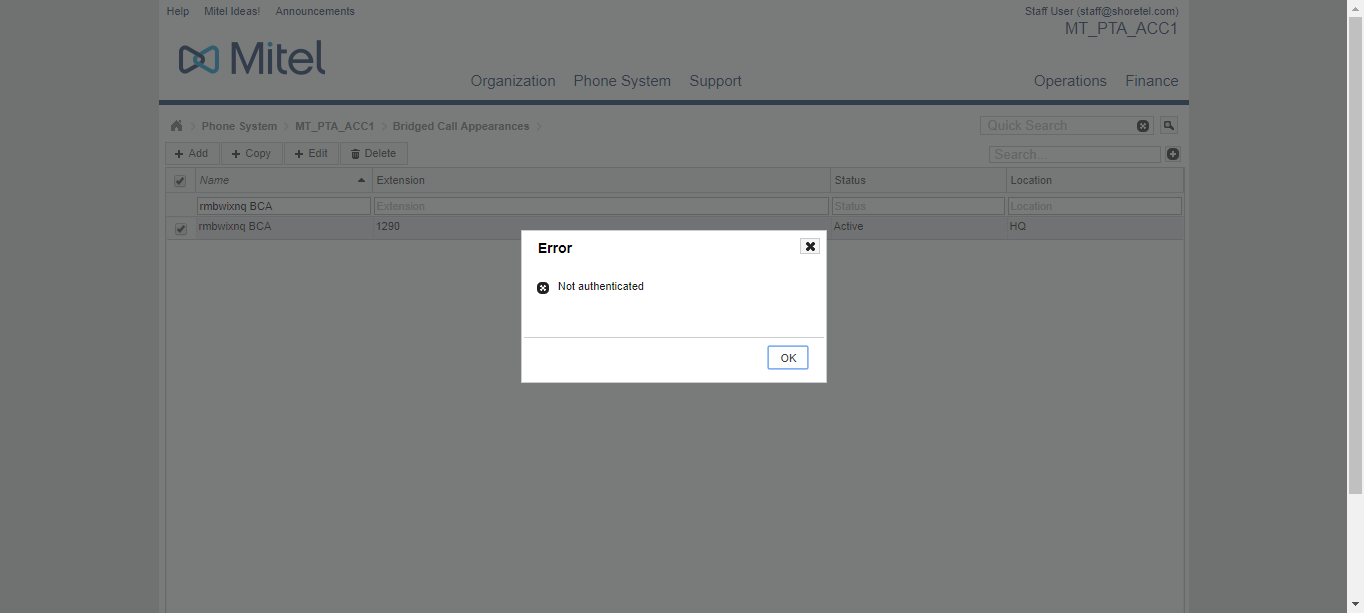 Help Mitel Ideas! Announcements Staff User (staff@shoretel.com)
MT_PTA_ACC1
Mitel
Organization Phone System Support Operations Finance
Phone System MT_PTA_ACC1 Bridged Call Appearances Quick Search
Add Copy Edit Delete Search...
Name Extension Status Location
rmbwixnq BCA Extension Status Location
rmbwixnq BCA 1290 Active HQ
Error
Not authenticated
OK